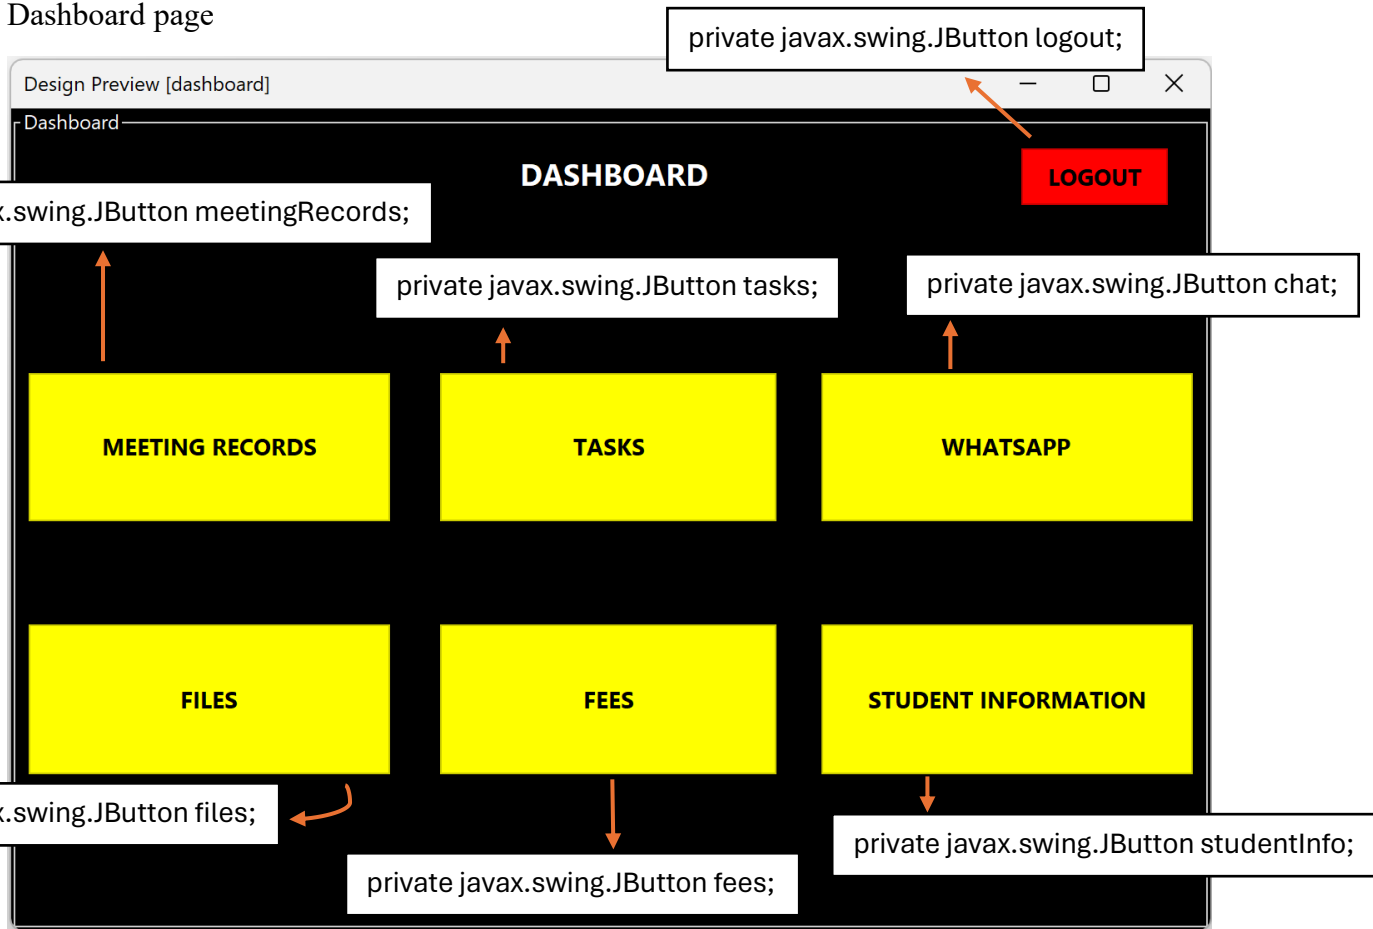 Dashboard page
private javax.swing.JButton logout;
Design Preview [dashboard]
Dashboard
DASHBOARD
LOGOUT
.swing.JButton meetingRecords;
private javax.swing.JButton tasks;
private javax.swing.JButton chat;
MEETING RECORDS
TASKS
WHATSAPP
FILES
FEES
STUDENT INFORMATION
.swing.JButton files;
private javax.swing.JButton studentInfo;
private javax.swing.JButton fees;